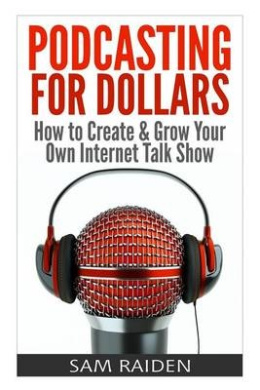 PODCASTING
FOR DOLLARS
How to Create & Grow Your
Own Internet Talk Show
SAM RAIDEN